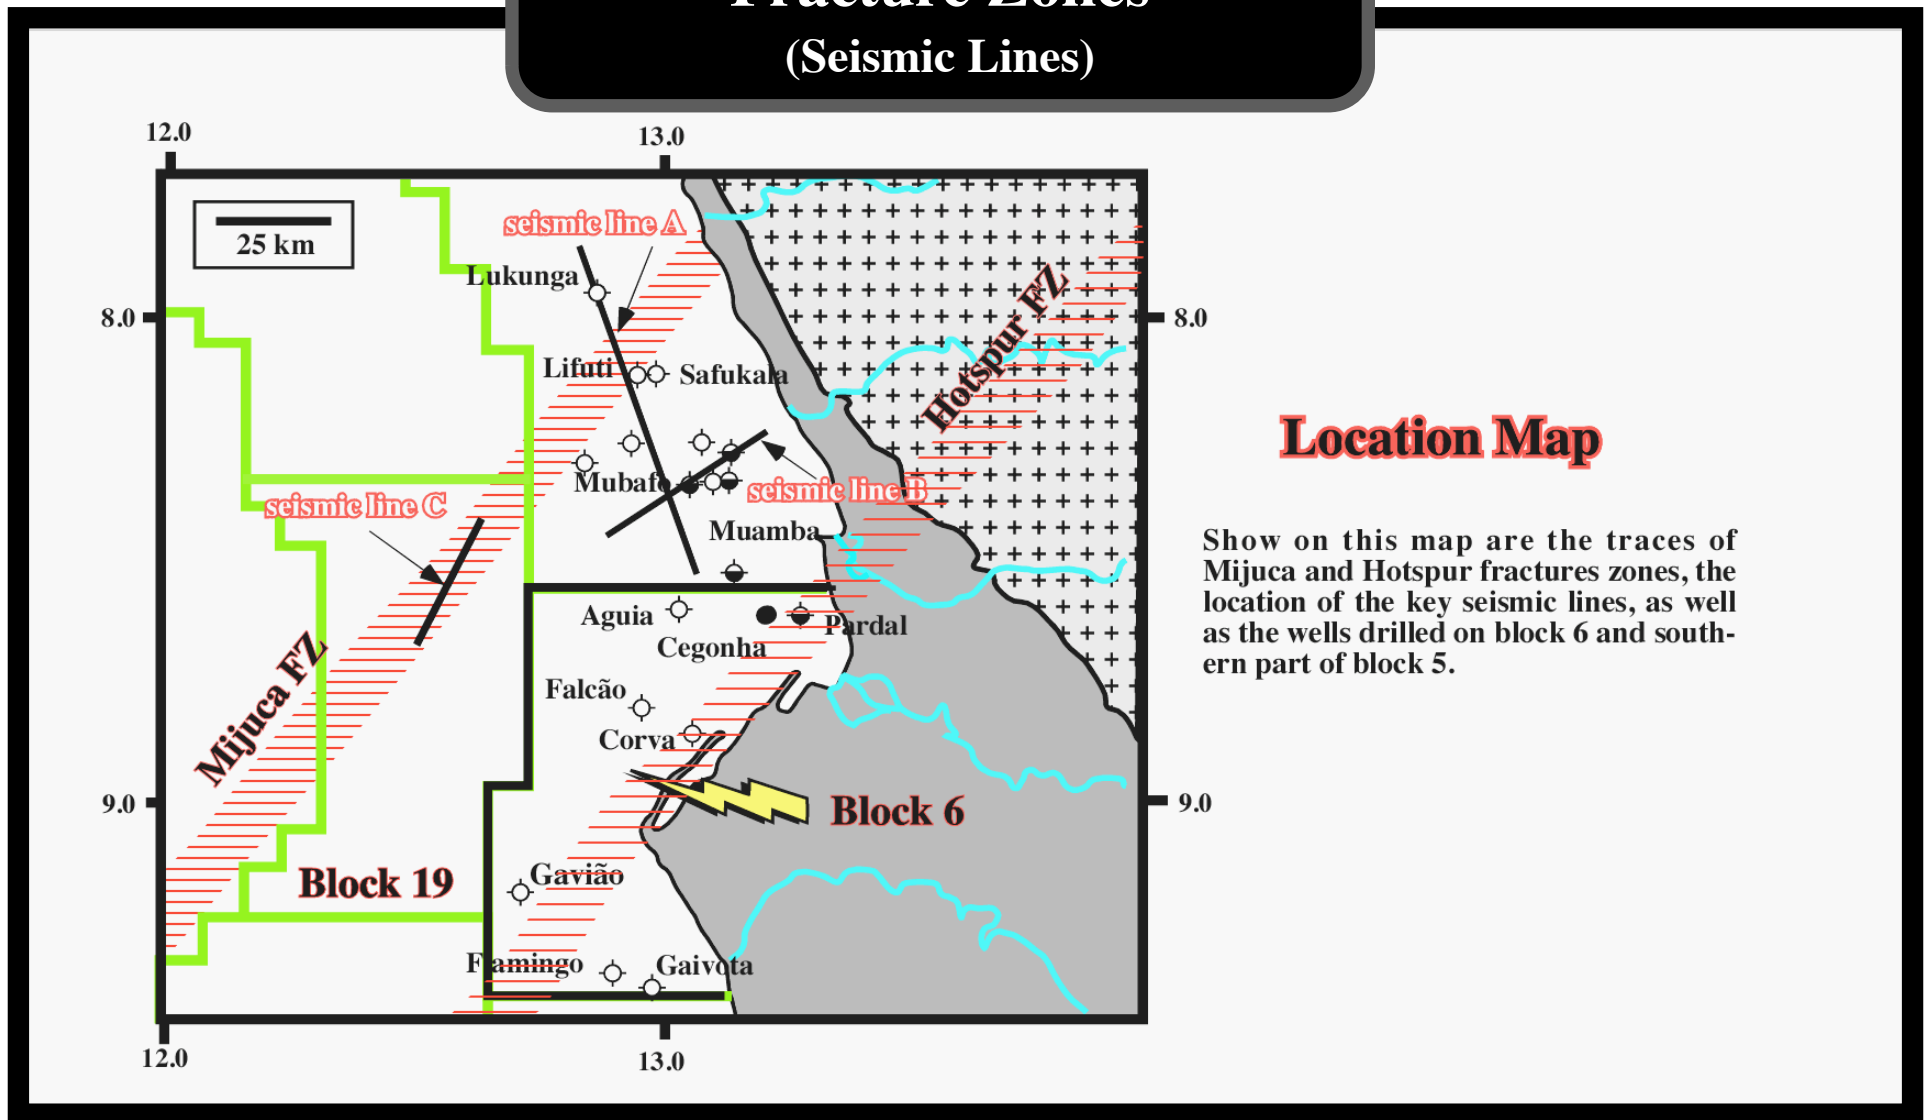 Fracture Zones
(Seismic Lines)
12.0
13.0
25 km
seismic line A
Lukunga
8.0
8.0
Hotspur FZ
Lifuti
Safukala
Location Map
Mubafo
seismic line B
seismic line C
Muamba
Show on this map are the traces of
Mijuca and Hotspur fractures zones, the
location of the key seismic lines, as well
as the wells drilled on block 6 and south-
ern part of block 5.
Aguia
Pardal
Cegonha
Mijuca FZ
Falcão
Corva
9.0
9.0
Block 6
Gavião
Block 19
Flamingo
Gaivota
12.0
13.0